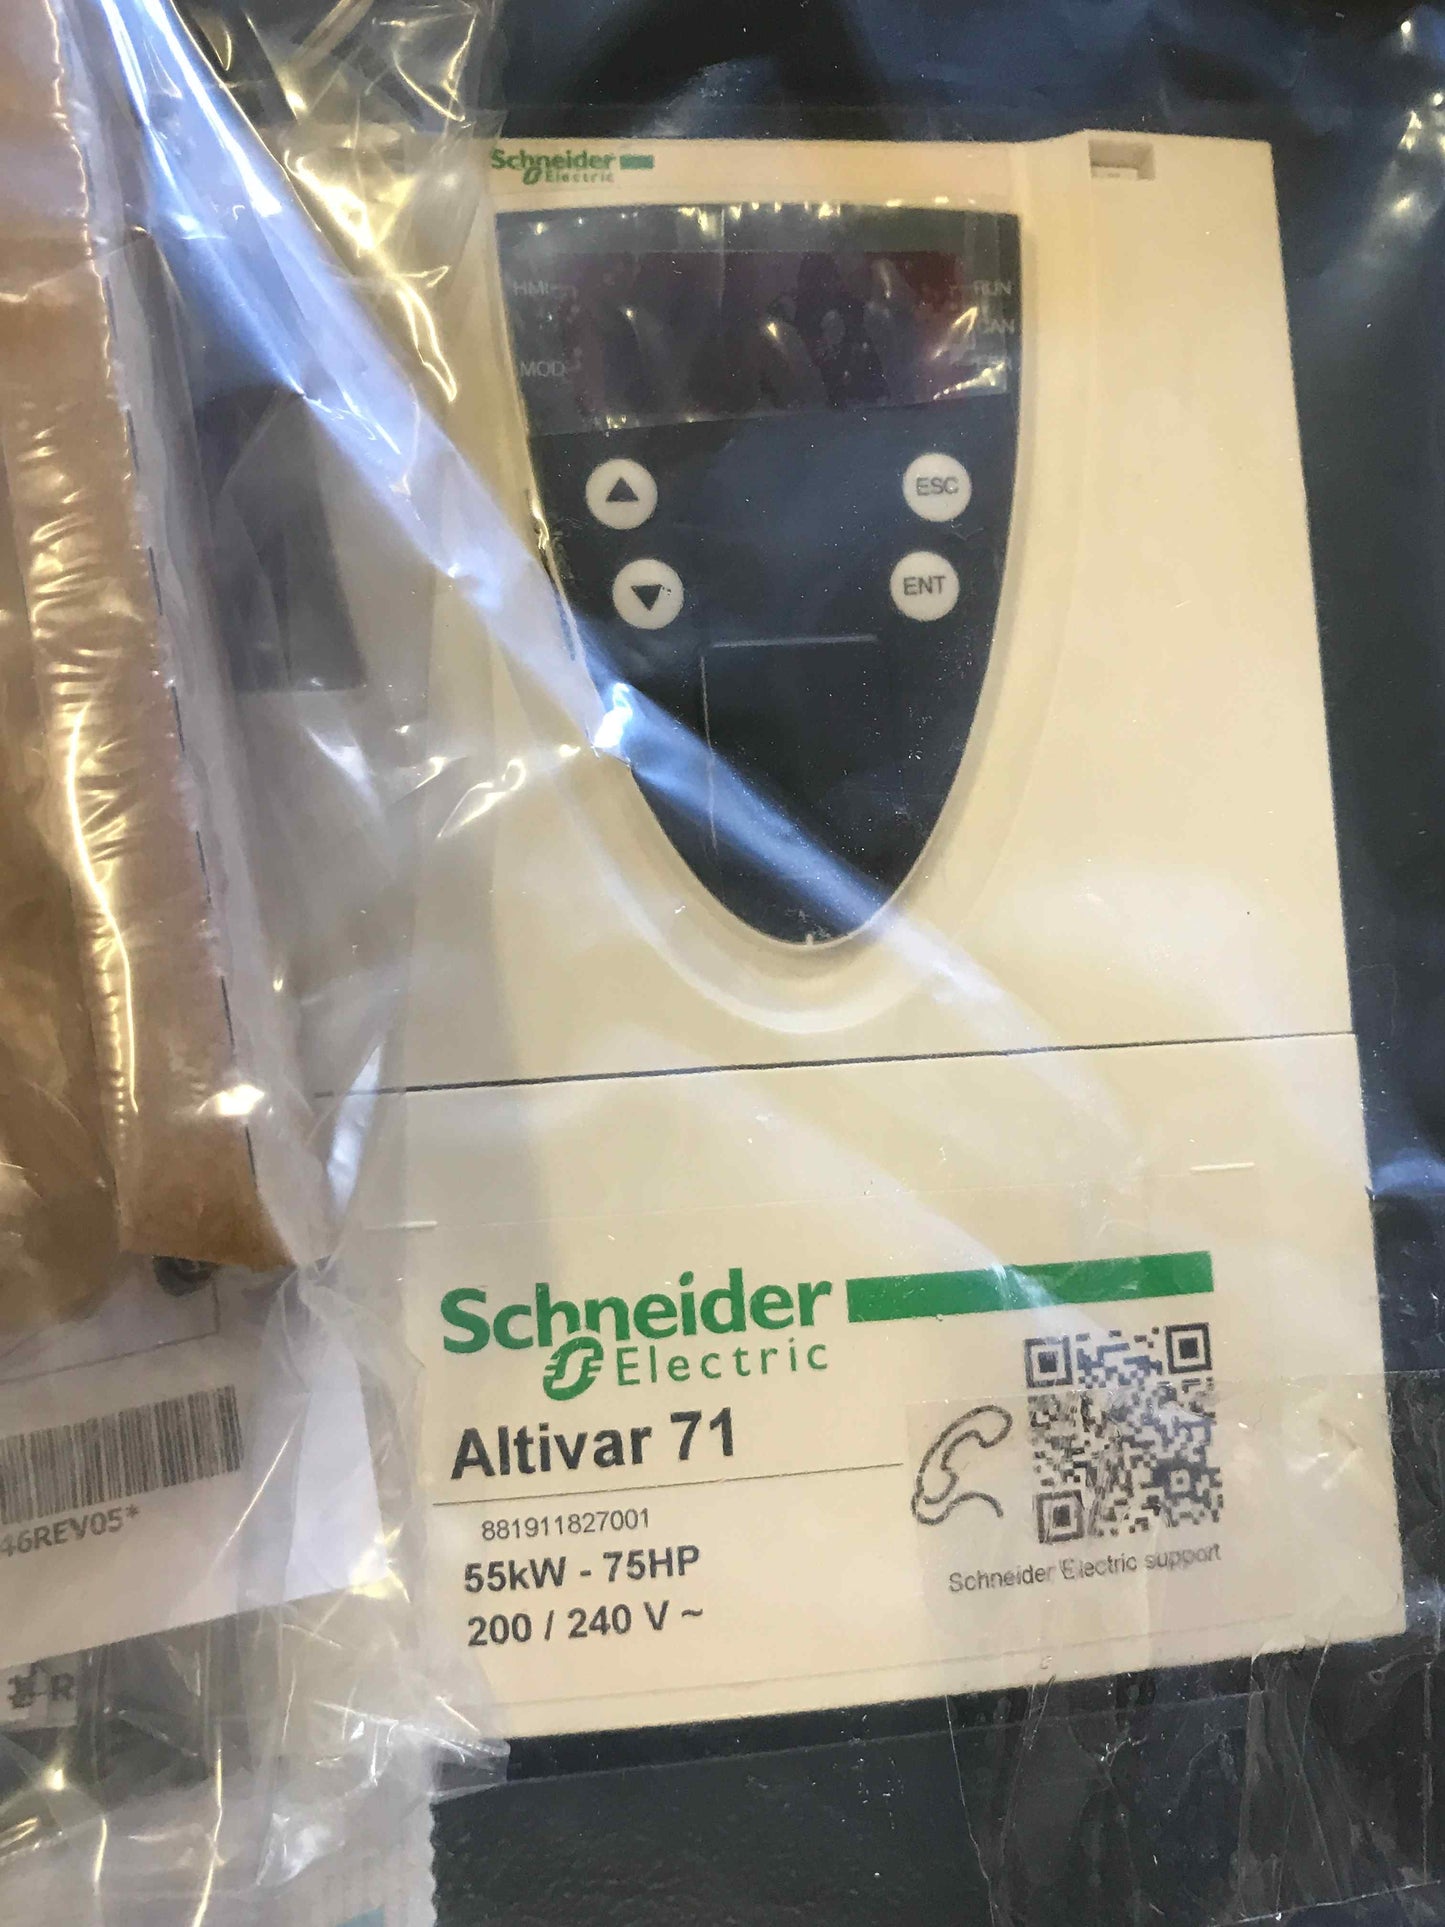 Schneider
Electric
HMI
RUN
CAN
MOD
ESC
ENT
Schneider
Electric
Altivar 71
881911827001
55kW - 75HP
200 / 240 V ~
Schneider Electric support
46REV05*
R